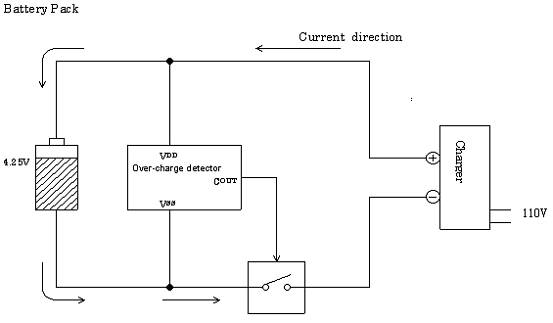 Battery Pack
Current direction
4.25V
VDD
Over-charge detector
COUT
VSS
Charger
+
−
110V